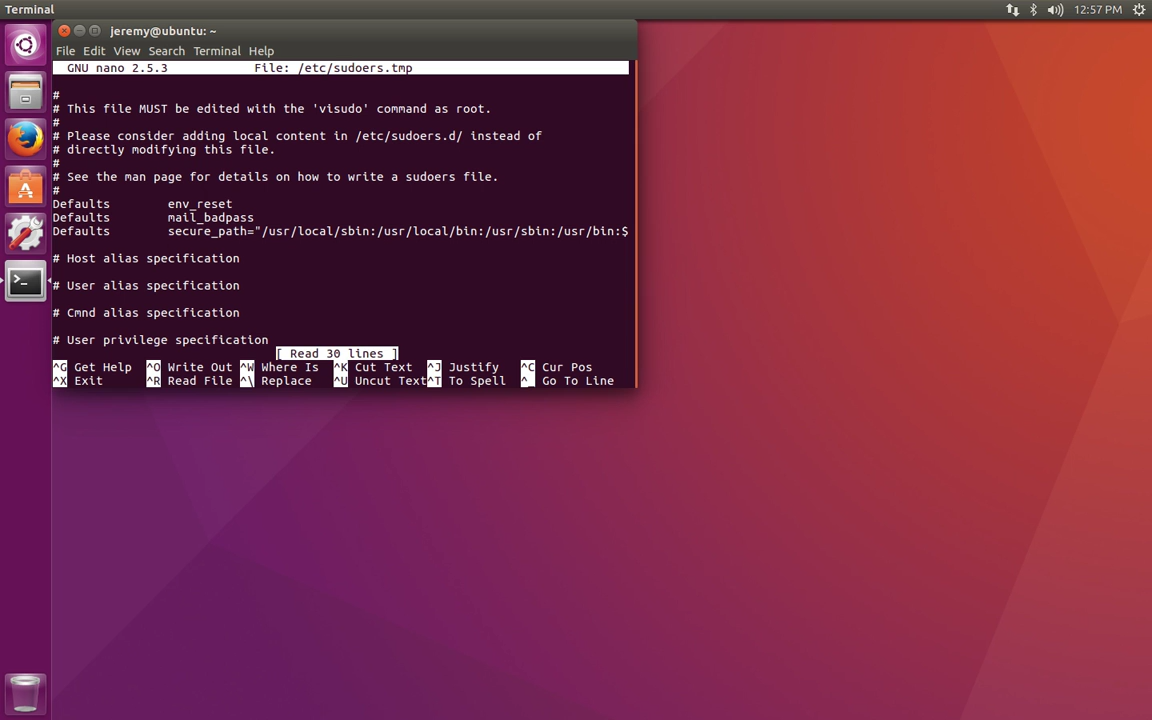 Terminal
12:57 PM
jeremy@ubuntu: ~
File Edit View Search Terminal Help
GNU nano 2.5.3 File: /etc/sudoers.tmp
#
# This file MUST be edited with the 'visudo' command as root.
#
# Please consider adding local content in /etc/sudoers.d/ instead of
# directly modifying this file.
#
# See the man page for details on how to write a sudoers file.
#
Defaults env_reset
Defaults mail_badpass
Defaults secure_path="/usr/local/sbin:/usr/local/bin:/usr/sbin:/usr/bin:$
# Host alias specification
# User alias specification
# Cmnd alias specification
# User privilege specification
[ Read 30 lines ]
^G Get Help ^O Write Out ^W Where Is ^K Cut Text ^J Justify ^C Cur Pos
^X Exit ^R Read File ^\ Replace ^U Uncut Text ^T To Spell ^_ Go To Line